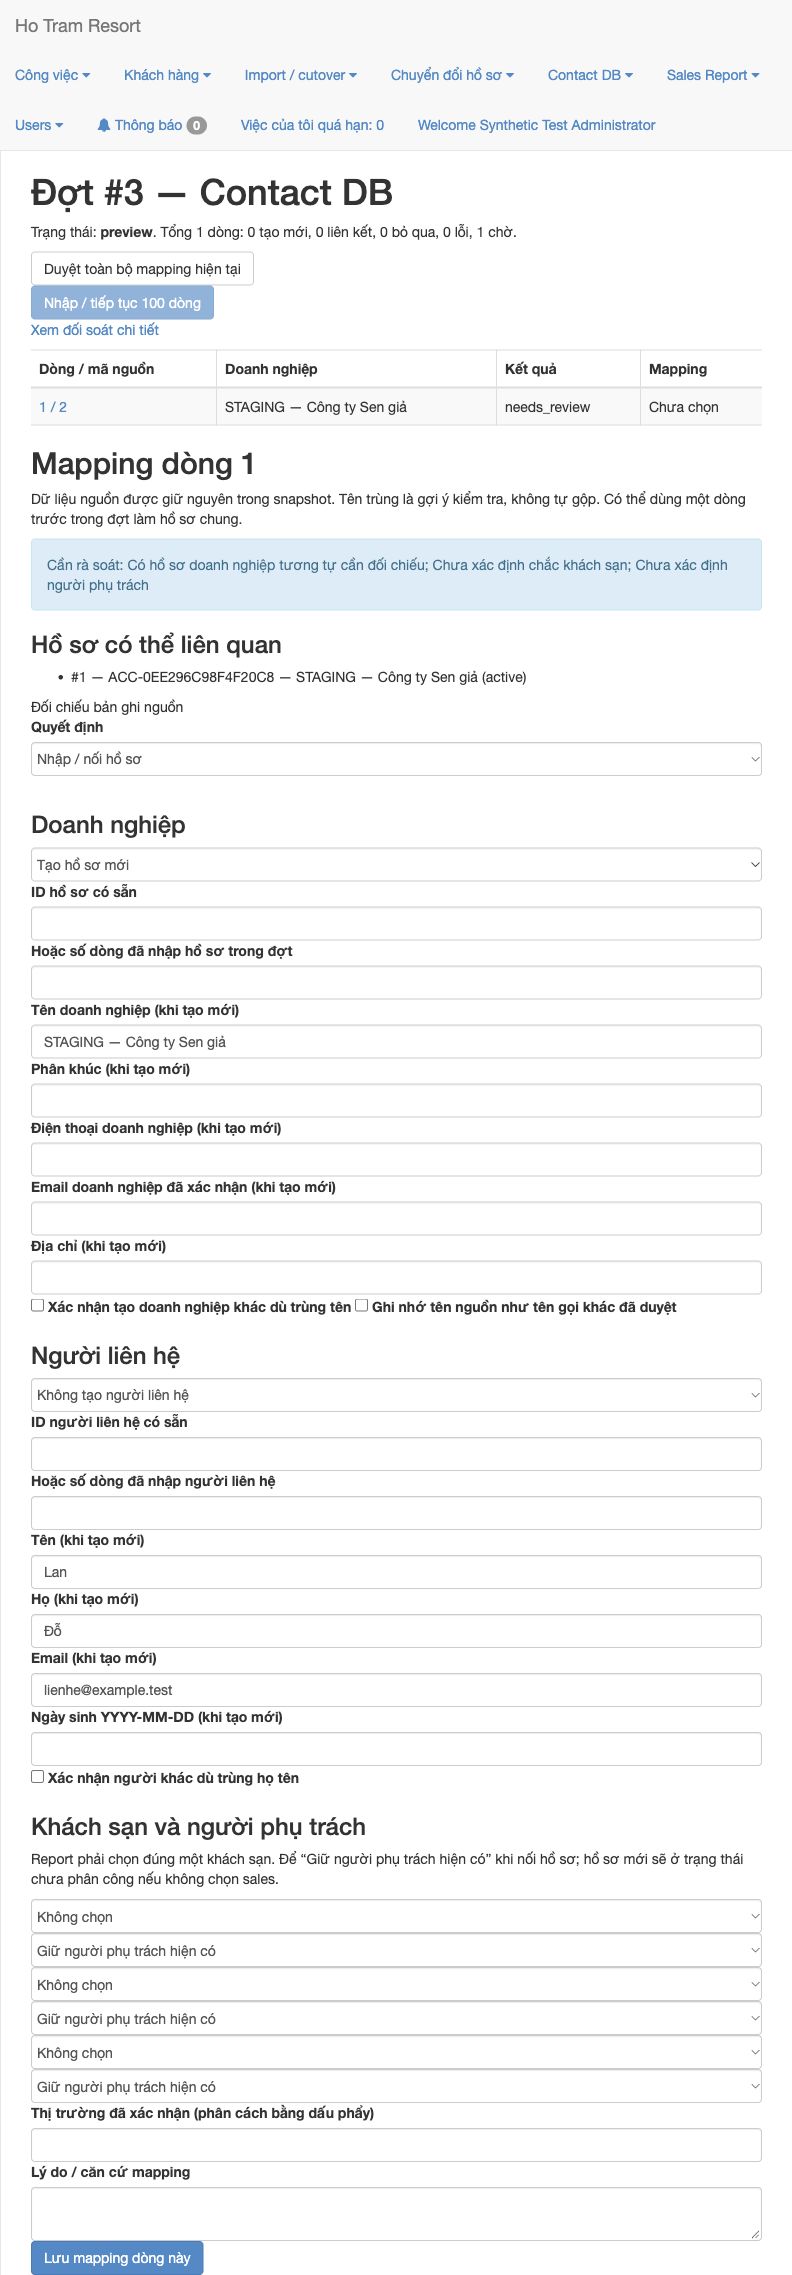 Ho Tram Resort
Công việc Khách hàng Import / cutover Chuyển đổi hồ sơ Contact DB Sales Report
Users Thông báo 0 Việc của tôi quá hạn: 0 Welcome Synthetic Test Administrator
Đợt #3 — Contact DB
Trạng thái: preview. Tổng 1 dòng: 0 tạo mới, 0 liên kết, 0 bỏ qua, 0 lỗi, 1 chờ.
Duyệt toàn bộ mapping hiện tại
Nhập / tiếp tục 100 dòng
Xem đối soát chi tiết
Dòng / mã nguồn Doanh nghiệp Kết quả Mapping
1 / 2 STAGING — Công ty Sen giả needs_review Chưa chọn
Mapping dòng 1
Dữ liệu nguồn được giữ nguyên trong snapshot. Tên trùng là gợi ý kiểm tra, không tự gộp. Có thể dùng một dòng
trước trong đợt làm hồ sơ chung.
Cần rà soát: Có hồ sơ doanh nghiệp tương tự cần đối chiếu; Chưa xác định chắc khách sạn; Chưa xác định
người phụ trách
Hồ sơ có thể liên quan
• #1 — ACC-0EE296C98F4F20C8 — STAGING — Công ty Sen giả (active)
Đối chiếu bản ghi nguồn
Quyết định
Nhập / nối hồ sơ
Doanh nghiệp
Tạo hồ sơ mới
ID hồ sơ có sẵn
Hoặc số dòng đã nhập hồ sơ trong đợt
Tên doanh nghiệp (khi tạo mới)
STAGING — Công ty Sen giả
Phân khúc (khi tạo mới)
Điện thoại doanh nghiệp (khi tạo mới)
Email doanh nghiệp đã xác nhận (khi tạo mới)
Địa chỉ (khi tạo mới)
Xác nhận tạo doanh nghiệp khác dù trùng tên Ghi nhớ tên nguồn như tên gọi khác đã duyệt
Người liên hệ
Không tạo người liên hệ
ID người liên hệ có sẵn
Hoặc số dòng đã nhập người liên hệ
Tên (khi tạo mới)
Lan
Họ (khi tạo mới)
Đỗ
Email (khi tạo mới)
lienhe@example.test
Ngày sinh YYYY-MM-DD (khi tạo mới)
Xác nhận người khác dù trùng họ tên
Khách sạn và người phụ trách
Report phải chọn đúng một khách sạn. Để “Giữ người phụ trách hiện có” khi nối hồ sơ; hồ sơ mới sẽ ở trạng thái
chưa phân công nếu không chọn sales.
Không chọn
Giữ người phụ trách hiện có
Không chọn
Giữ người phụ trách hiện có
Không chọn
Giữ người phụ trách hiện có
Thị trường đã xác nhận (phân cách bằng dấu phẩy)
Lý do / căn cứ mapping
Lưu mapping dòng này